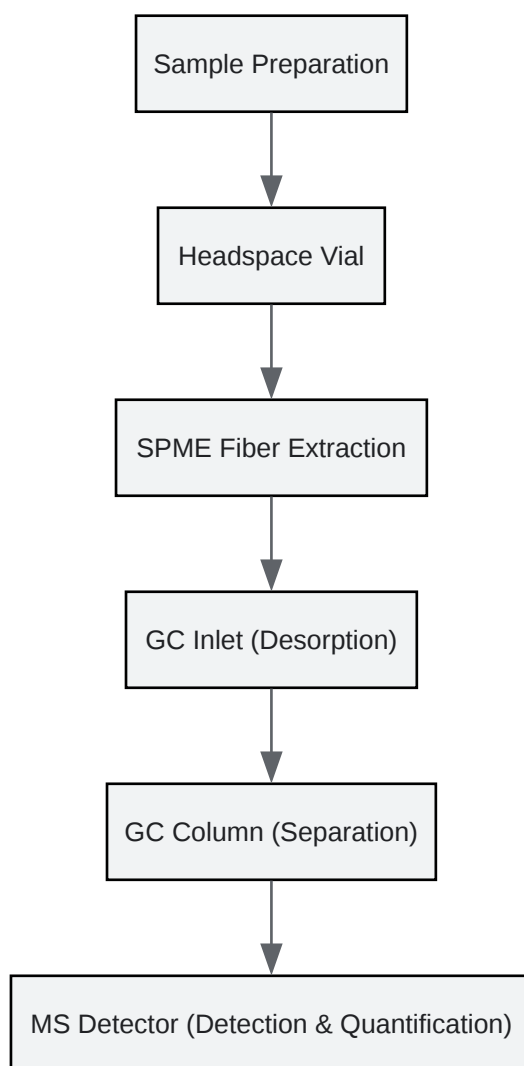 Sample Preparation
Headspace Vial
SPME Fiber Extraction
GC Inlet (Desorption)
GC Column (Separation)
MS Detector (Detection & Quantification)